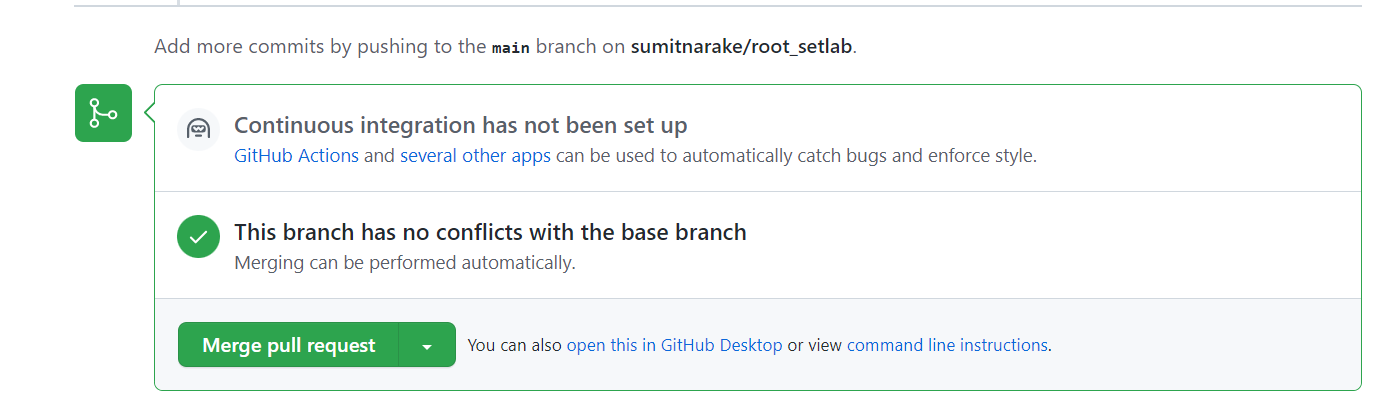 Add more commits by pushing to the main branch on sumitnarake/root_setlab.
Continuous integration has not been set up
GitHub Actions and several other apps can be used to automatically catch bugs and enforce style.
This branch has no conflicts with the base branch
Merging can be performed automatically.
Merge pull request You can also open this in GitHub Desktop or view command line instructions.